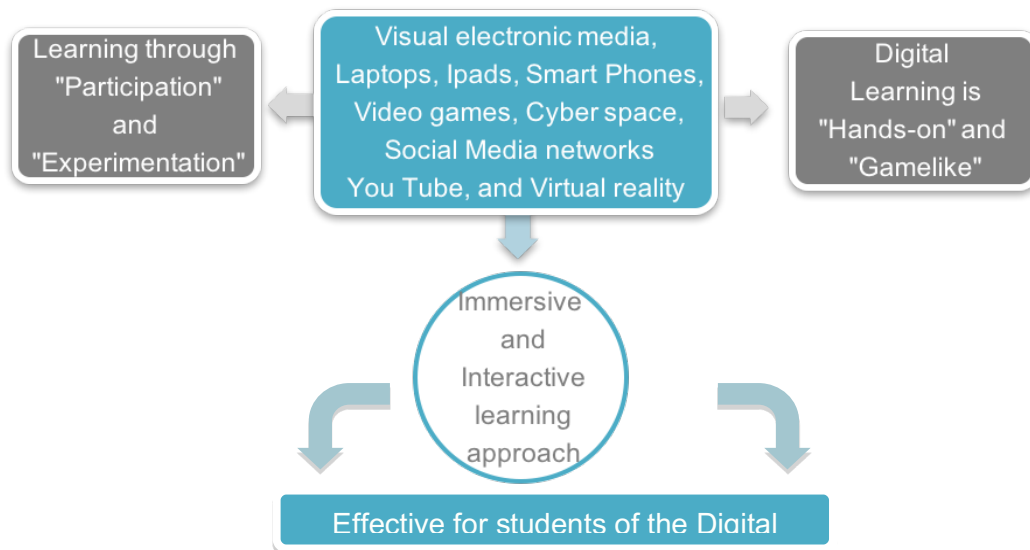 Learning through
"Participation"
and
"Experimentation"
Visual electronic media,
Laptops, Ipads, Smart Phones,
Video games, Cyber space,
Social Media networks
You Tube, and Virtual reality
Digital
Learning is
"Hands-on" and
"Gamelike"
Immersive
and
Interactive
learning
approach
Effective for students of the Digital